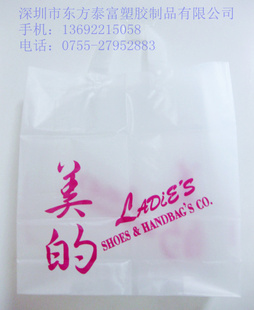 深圳市东方泰富塑胶制品有限公司
手机：13692215058
电话：0755-27952883
美的
LADIE'S
SHOES & HANDBAG'S CO.